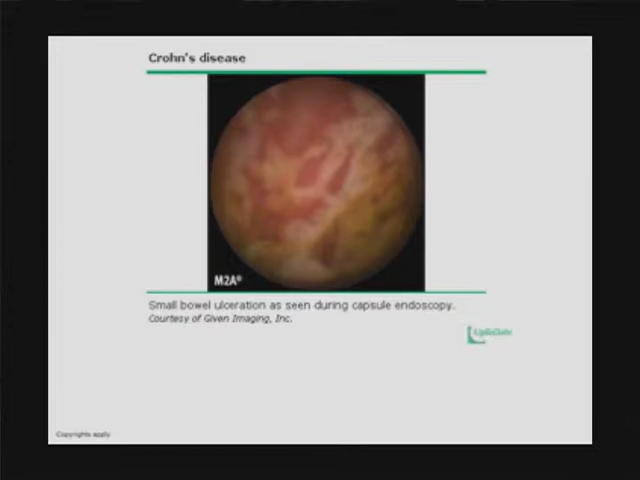 Crohn's disease
M2A®
Small bowel ulceration as seen during capsule endoscopy.
Courtesy of Given Imaging, Inc.
UpToDate
Copyrights apply